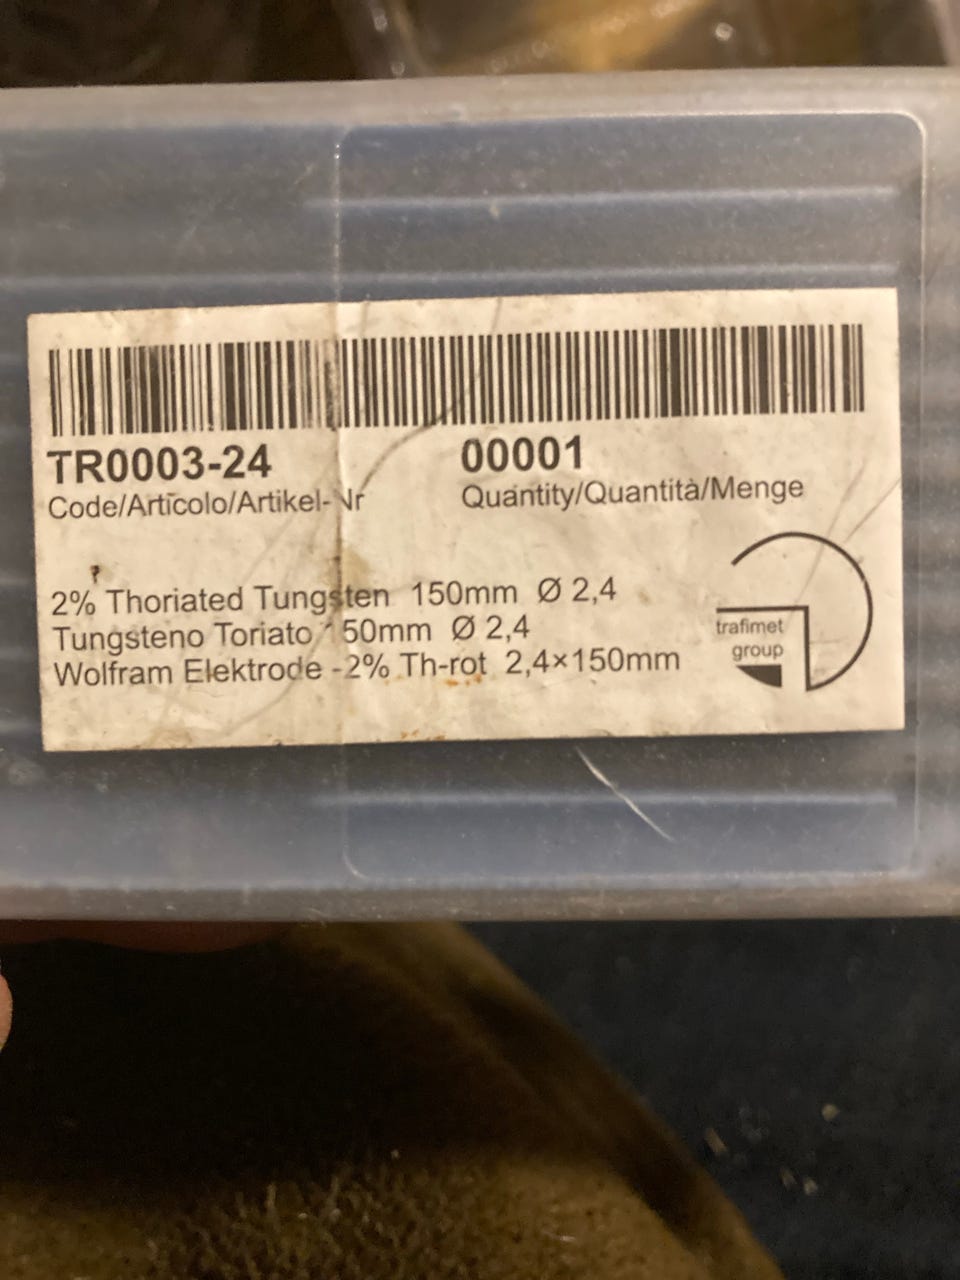 TR0003-24 00001
Code/Articolo/Artikel-Nr Quantity/Quantità/Menge
2% Thoriated Tungsten 150mm Ø 2,4
Tungsteno Toriato 150mm Ø 2,4
Wolfram Elektrode -2% Th-rot 2,4×150mm
trafimet
group